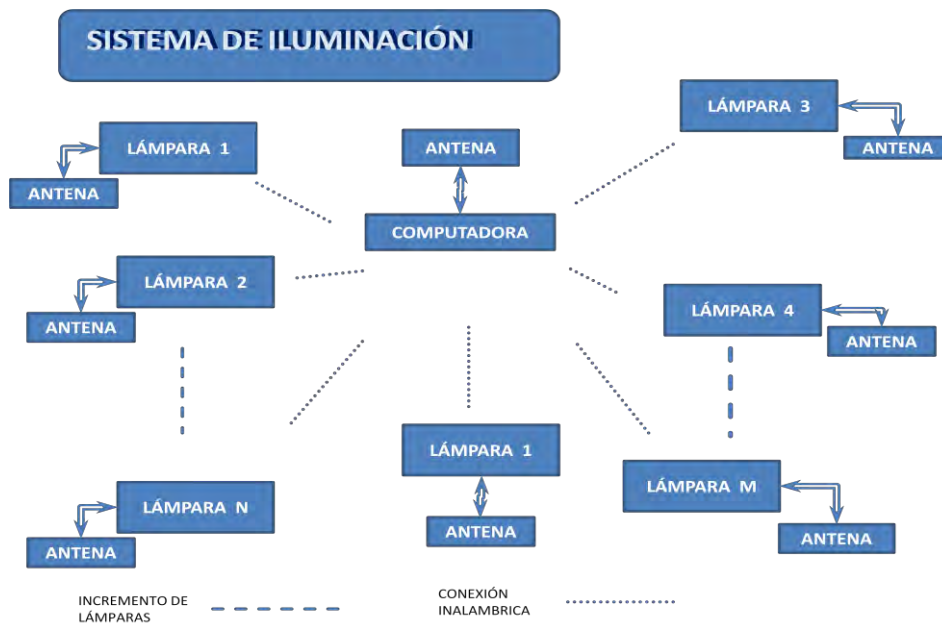 SISTEMA DE ILUMINACIÓN
LÁMPARA 3
LÁMPARA 1
ANTENA
ANTENA
ANTENA
COMPUTADORA
LÁMPARA 2
ANTENA
LÁMPARA 4
ANTENA
LÁMPARA 1
LÁMPARA M
LÁMPARA N
ANTENA
ANTENA
ANTENA
INCREMENTO DE
LÁMPARAS
CONEXIÓN
INALAMBRICA